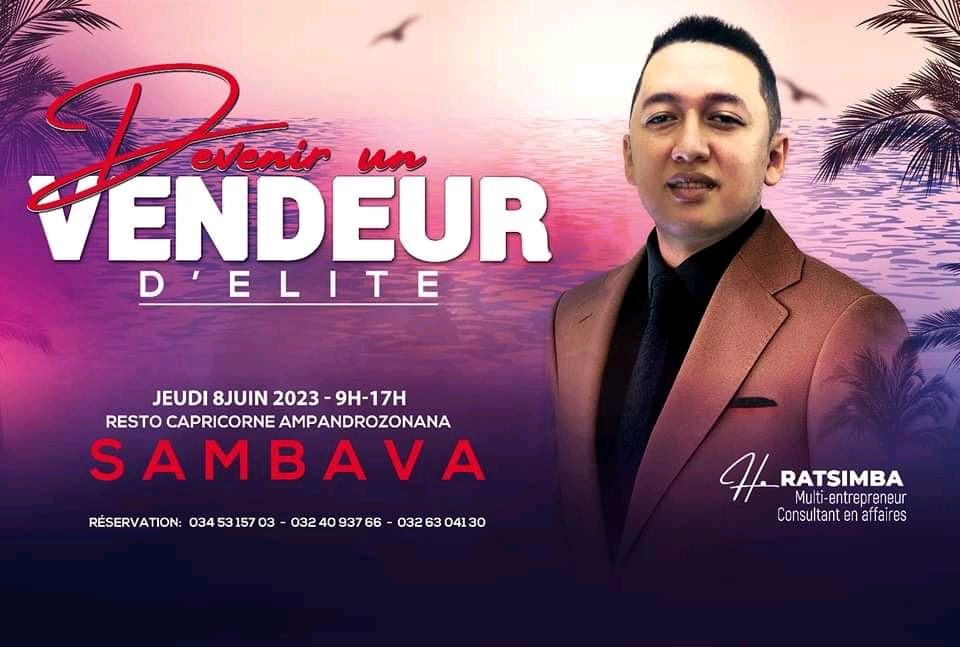 Devenir un
VENDEUR
D'ELITE
JEUDI 8JUIN 2023 - 9H-17H
RESTO CAPRICORNE AMPANDROZONANA
SAMBAVA
RÉSERVATION: 034 53 157 03 - 032 40 937 66 - 032 63 041 30
RATSIMBA
Multi-entrepreneur
Consultant en affaires